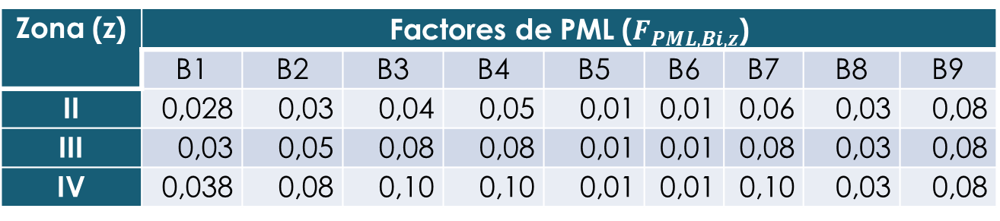 Zona (z) Factores de PML (F_PML,Bi,z)
B1 B2 B3 B4 B5 B6 B7 B8 B9
II 0,028 0,03 0,04 0,05 0,01 0,01 0,06 0,03 0,08
III 0,03 0,05 0,08 0,08 0,01 0,01 0,08 0,03 0,08
IV 0,038 0,08 0,10 0,10 0,01 0,01 0,10 0,03 0,08